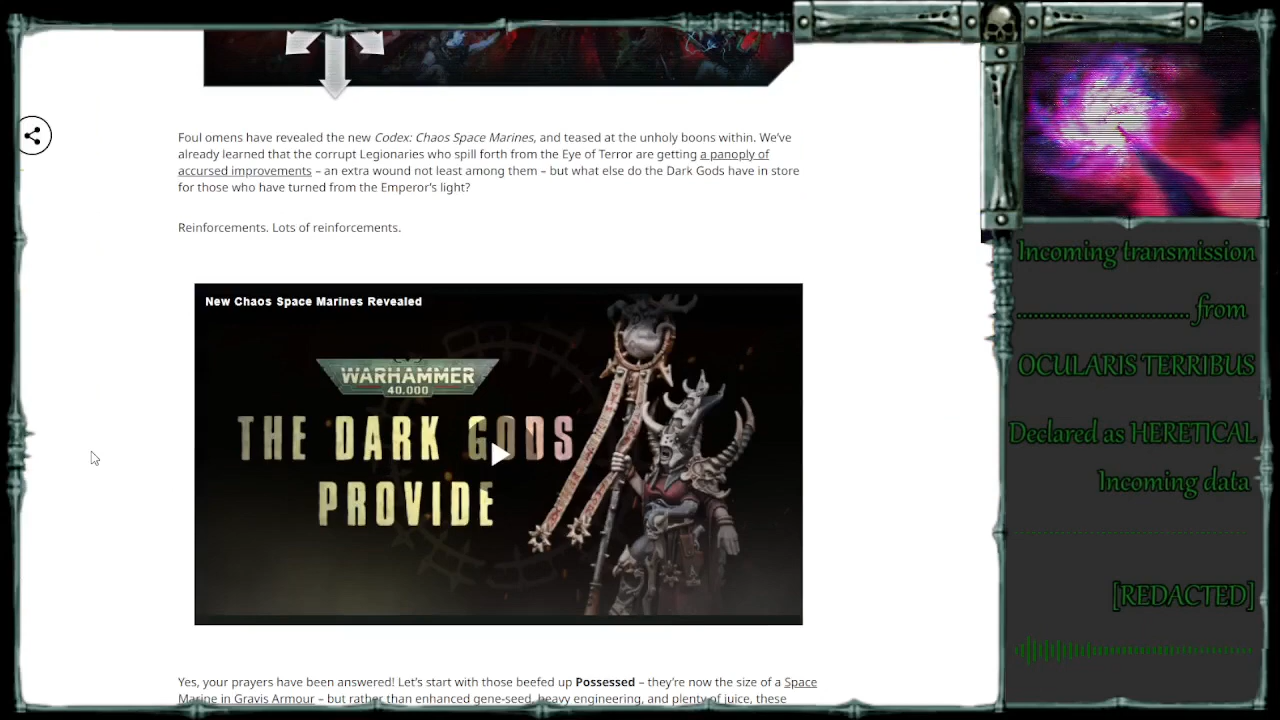 Foul omens have revealed the new Codex: Chaos Space Marines, and teased at the unholy boons within. We've
already learned that the corrupt Legionaries who spill forth from the Eye of Terror are getting a panoply of
accursed improvements – an extra wound not least among them – but what else do the Dark Gods have in store
for those who have turned from the Emperor's light?
Reinforcements. Lots of reinforcements.
New Chaos Space Marines Revealed
WARHAMMER
40,000
THE DARK GODS
PROVIDE
Yes, your prayers have been answered! Let's start with those beefed up Possessed – they're now the size of a Space
Marine in Gravis Armour – but rather than enhanced gene-seed, heavy engineering, and plenty of juice, these
Incoming transmission
............................... from
OCULARIS TERRIBUS
Declared as HERETICAL
Incoming data
[REDACTED]